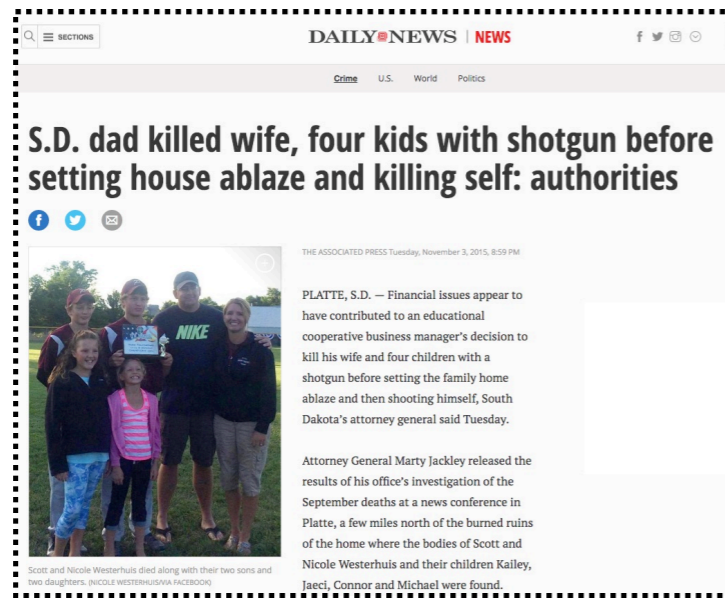 SECTIONS
DAILY NEWS | NEWS
Crime U.S. World Politics
S.D. dad killed wife, four kids with shotgun before
setting house ablaze and killing self: authorities
THE ASSOCIATED PRESS Tuesday, November 3, 2015, 8:59 PM
NIKE
PLATTE, S.D. — Financial issues appear to
have contributed to an educational
cooperative business manager's decision to
kill his wife and four children with a
shotgun before setting the family home
ablaze and then shooting himself, South
Dakota's attorney general said Tuesday.
Attorney General Marty Jackley released the
results of his office's investigation of the
September deaths at a news conference in
Platte, a few miles north of the burned ruins
of the home where the bodies of Scott and
Nicole Westerhuis and their children Kailey,
Jaeci, Connor and Michael were found.
Scott and Nicole Westerhuis died along with their two sons and
two daughters. (NICOLE WESTERHUIS/VIA FACEBOOK)